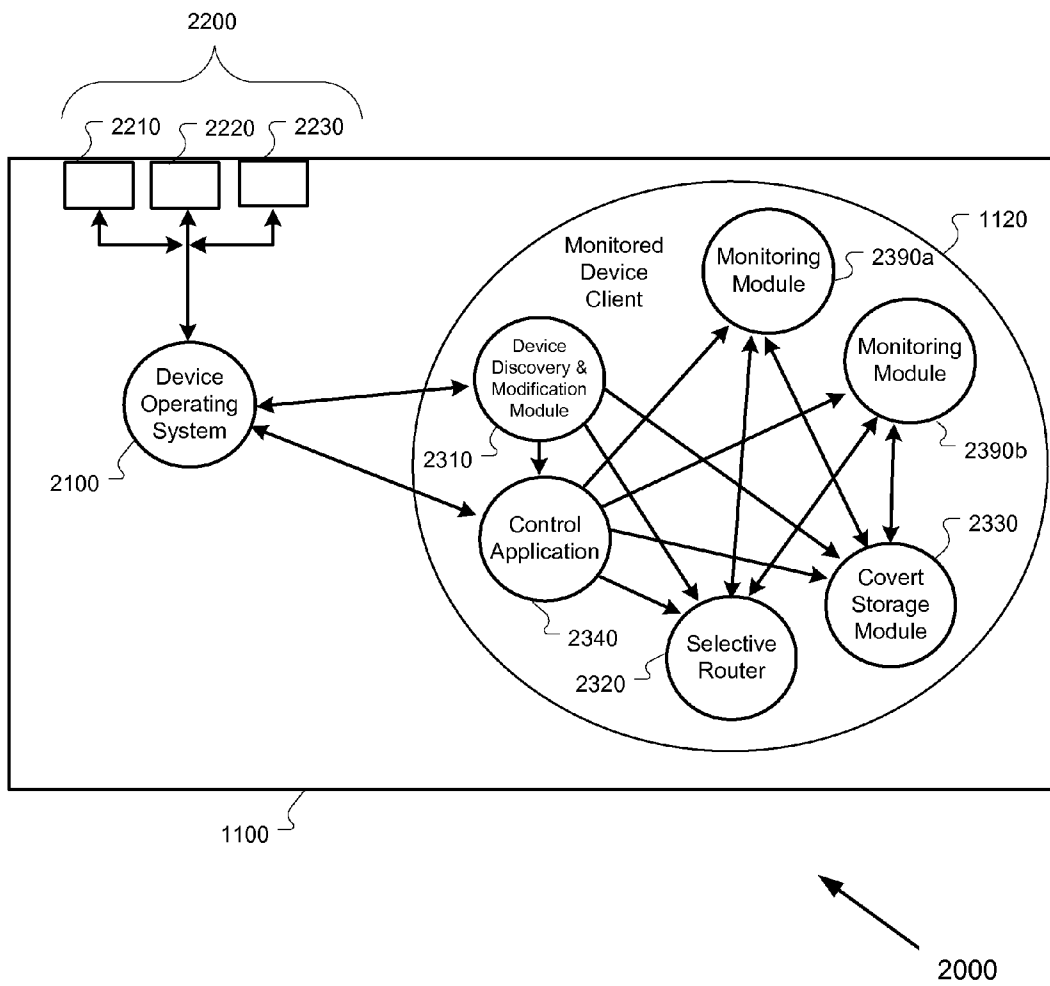 2200
2210
2220
2230
1120
Monitored
Device
Client
Monitoring
Module
2390a
Monitoring
Module
2390b
Device
Discovery &
Modification
Module
2310
Device
Operating
System
2100
Control
Application
2340
Selective
Router
2320
Covert
Storage
Module
2330
1100
2000